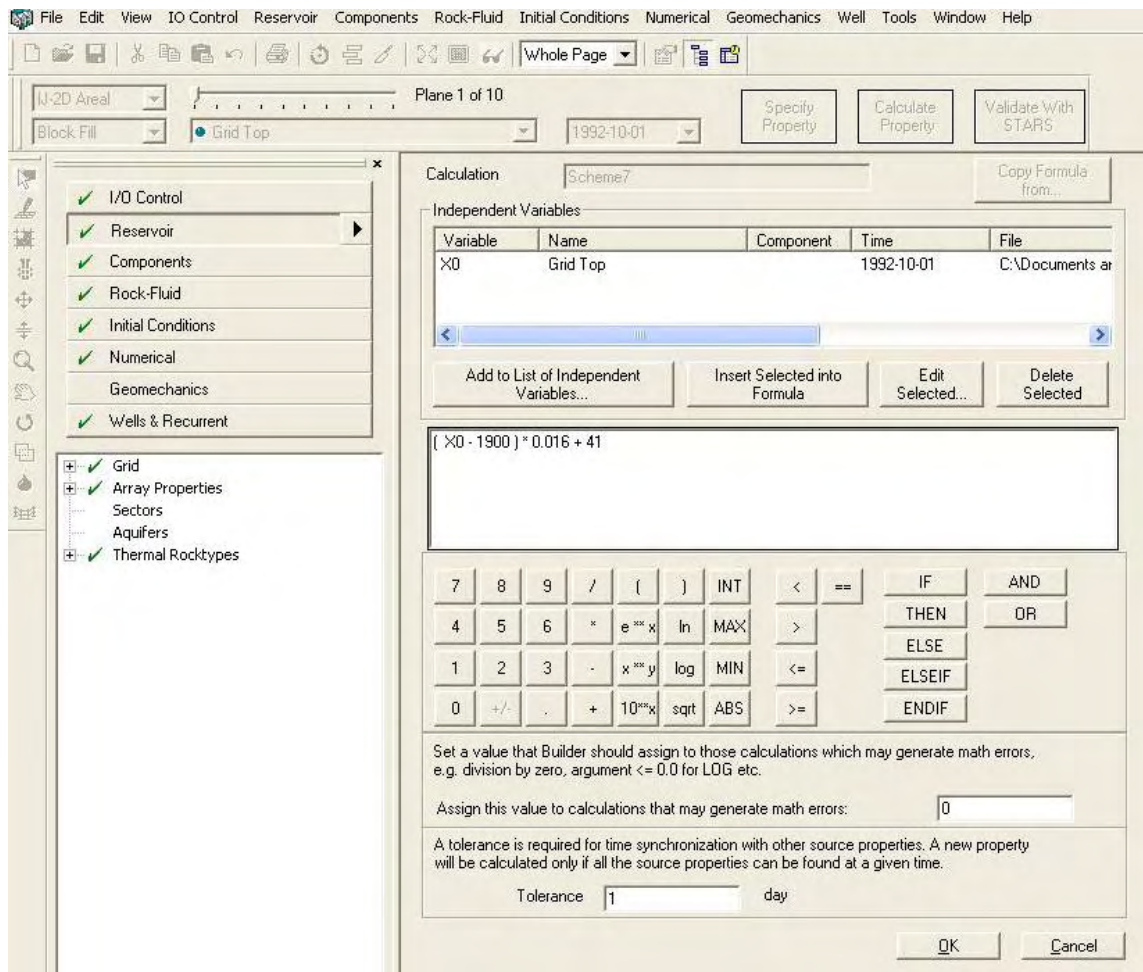 File Edit View IO Control Reservoir Components Rock-Fluid Initial Conditions Numerical Geomechanics Well Tools Window Help
Whole Page
IJ-2D Areal
Plane 1 of 10
Block Fill
Grid Top
1992-10-01
Specify Property
Calculate Property
Validate With STARS
I/O Control
Reservoir
Components
Rock-Fluid
Initial Conditions
Numerical
Geomechanics
Wells & Recurrent
Grid
Array Properties
Sectors
Aquifers
Thermal Rocktypes
Calculation Scheme7
Copy Formula from...
Independent Variables
Variable Name Component Time File
X0 Grid Top 1992-10-01 C:\Documents ar
Add to List of Independent Variables...
Insert Selected into Formula
Edit Selected...
Delete Selected
( X0 - 1900 ) * 0.016 + 41
7 8 9 / ( ) INT < == IF AND
4 5 6 * e ** x ln MAX > THEN OR
ELSE
1 2 3 - x ** y log MIN <= ELSEIF
0 +/- . + 10**x sqrt ABS >= ENDIF
Set a value that Builder should assign to those calculations which may generate math errors,
e.g. division by zero, argument <= 0.0 for LOG etc.
Assign this value to calculations that may generate math errors: 0
A tolerance is required for time synchronization with other source properties. A new property
will be calculated only if all the source properties can be found at a given time.
Tolerance 1 day
OK Cancel